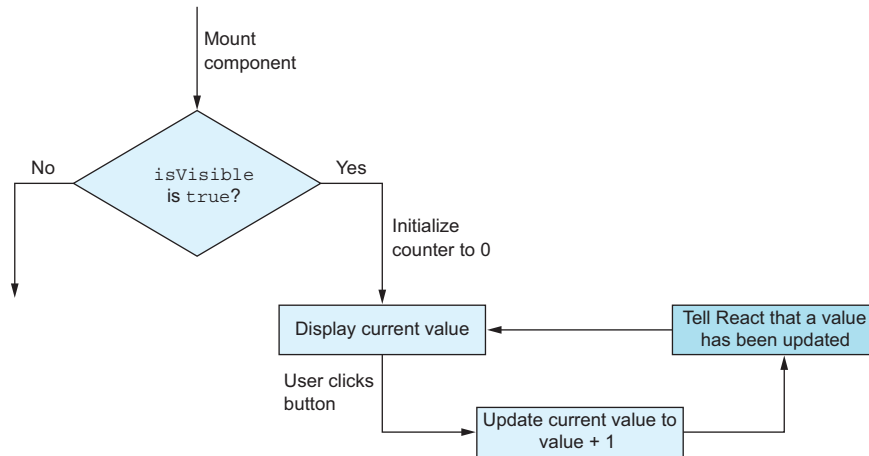 Mount
component
No
isVisible
is true?
Yes
Initialize
counter to 0
Display current value
Tell React that a value
has been updated
User clicks
button
Update current value to
value + 1